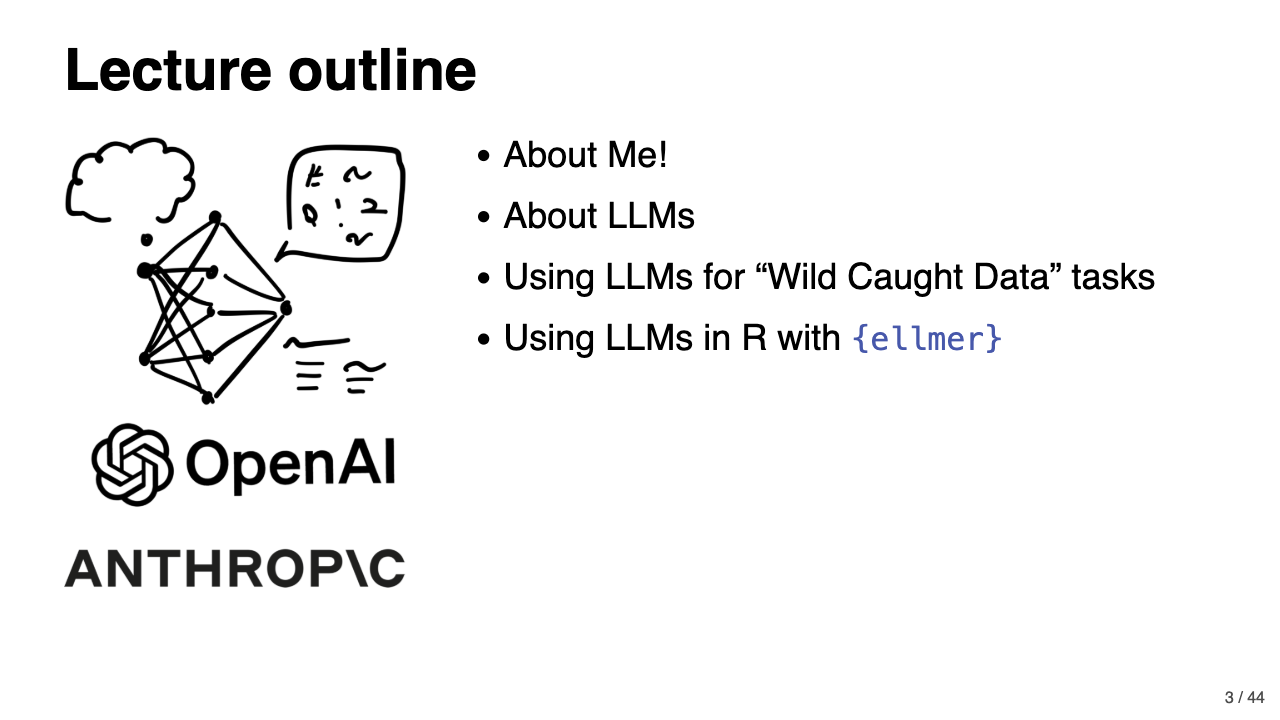 Lecture outline
• About Me!
• About LLMs
• Using LLMs for “Wild Caught Data” tasks
• Using LLMs in R with {ellmer}
OpenAI
ANTHROP\C
3 / 44